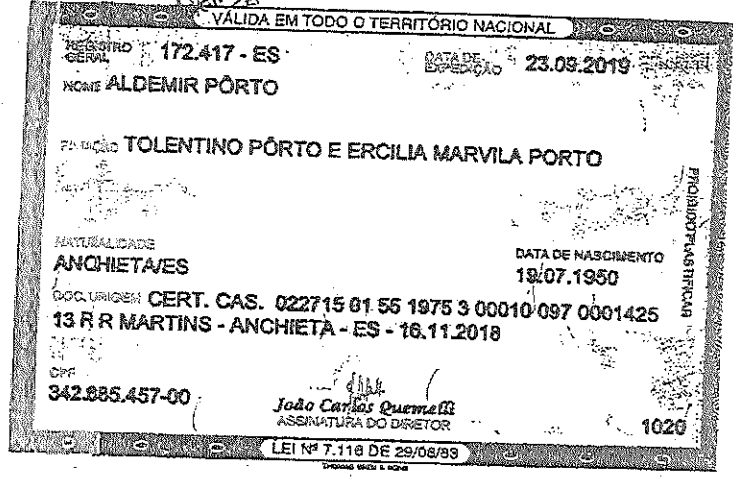 VÁLIDA EM TODO O TERRITÓRIO NACIONAL
REGISTRO GERAL 172.417 - ES DATA DE EXPEDIÇÃO 23.09.2019
NOME ALDEMIR PÔRTO
FILIAÇÃO TOLENTINO PÔRTO E ERCILIA MARVILA PORTO
PROIBIDO PLASTIFICAR
NATURALIDADE DATA DE NASCIMENTO
ANCHIETA/ES 19.07.1950
DOC. ORIGEM CERT. CAS. 022715 01 55 1975 3 00010 097 0001425
13 R R MARTINS - ANCHIETA - ES - 16.11.2018
CPF
342.885.457-00
João Carlos Quemelli
ASSINATURA DO DIRETOR 1020
LEI Nº 7.116 DE 29/08/83